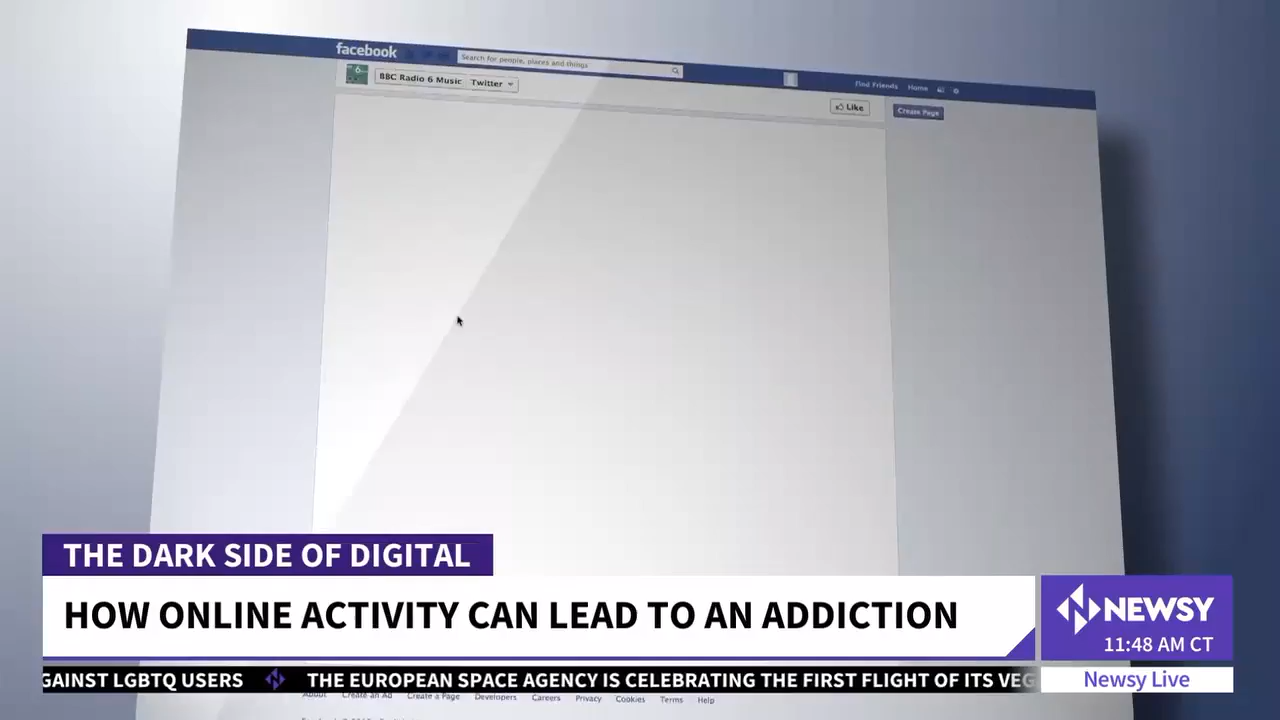 facebook
Search for people, places and things
Find Friends Home
BBC Radio 6 Music Twitter
Like
Create Page
THE DARK SIDE OF DIGITAL
HOW ONLINE ACTIVITY CAN LEAD TO AN ADDICTION
NEWSY
11:48 AM CT
GAINST LGBTQ USERS THE EUROPEAN SPACE AGENCY IS CELEBRATING THE FIRST FLIGHT OF ITS VEG
Newsy Live
About Create an Ad Create a Page Developers Careers Privacy Cookies Terms Help